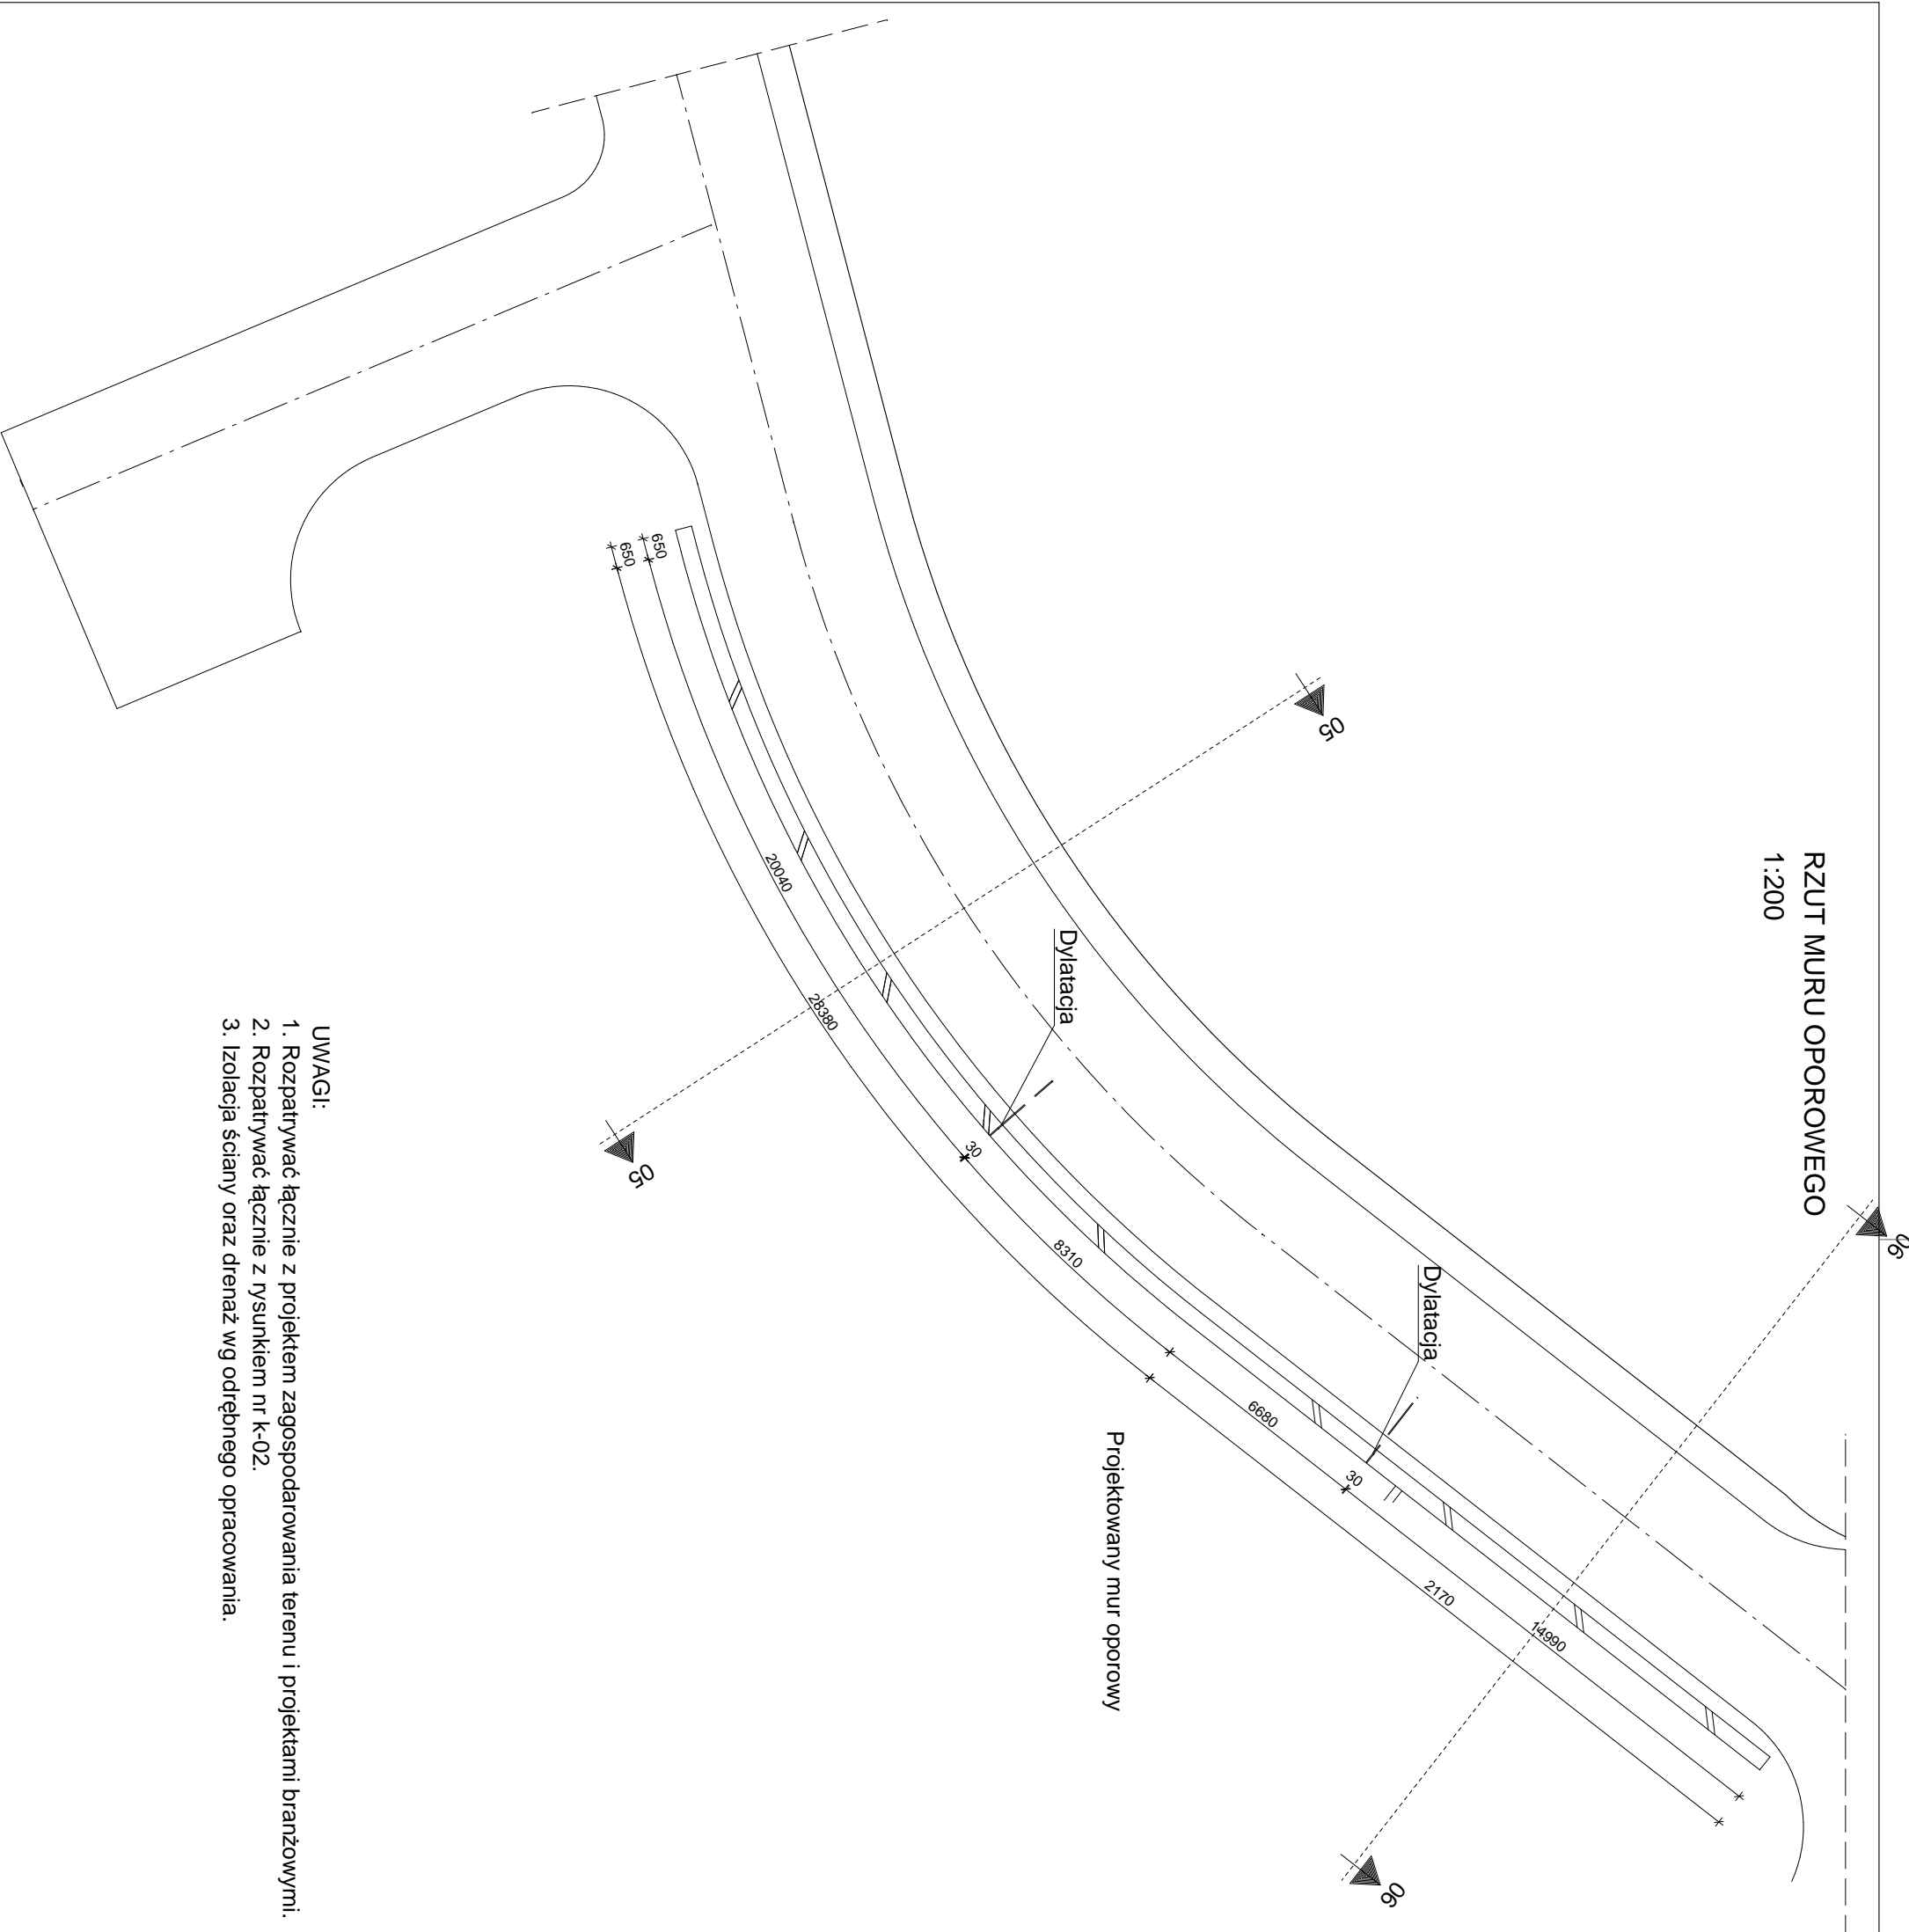 RZUT MURU OPOROWEGO
1:200
06
05
Dylatacja
Dylatacja
650
650
20040
28380
30
8310
6680
30
2170
14990
05
06
Projektowany mur oporowy
UWAGI:
1. Rozpatrywać łącznie z projektem zagospodarowania terenu i projektami branżowymi.
2. Rozpatrywać łącznie z rysunkiem nr k-02.
3. Izolacja ściany oraz drenaż wg odrębnego opracowania.